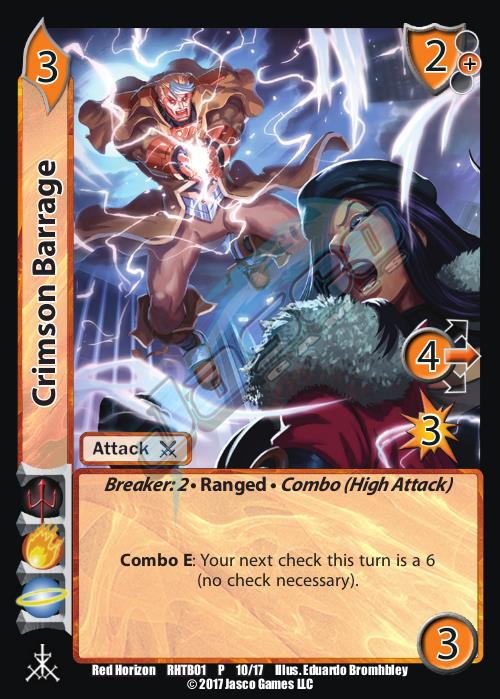 3
2
+
Crimson Barrage
4
3
Attack
Breaker: 2 • Ranged • Combo (High Attack)
Combo E: Your next check this turn is a 6
(no check necessary).
3
Red Horizon RHTB01 P 10/17 Illus. Eduardo Bromhbley
© 2017 Jasco Games LLC